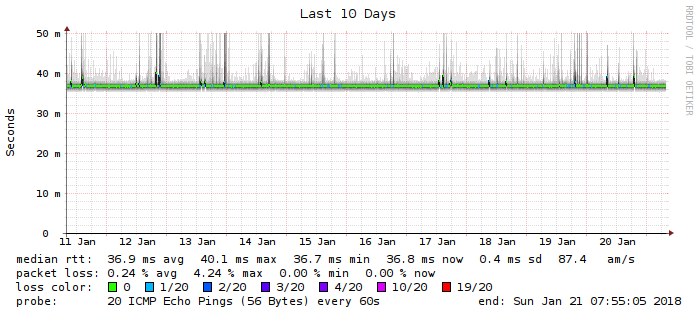 Last 10 Days
RRDTOOL / TOBI OETIKER
Seconds
50 m
40 m
30 m
20 m
10 m
0
11 Jan 12 Jan 13 Jan 14 Jan 15 Jan 16 Jan 17 Jan 18 Jan 19 Jan 20 Jan
median rtt: 36.9 ms avg 40.1 ms max 36.7 ms min 36.8 ms now 0.4 ms sd 87.4 am/s
packet loss: 0.24 % avg 4.24 % max 0.00 % min 0.00 % now
loss color: 0 1/20 2/20 3/20 4/20 10/20 19/20
probe: 20 ICMP Echo Pings (56 Bytes) every 60s end: Sun Jan 21 07:55:05 2018